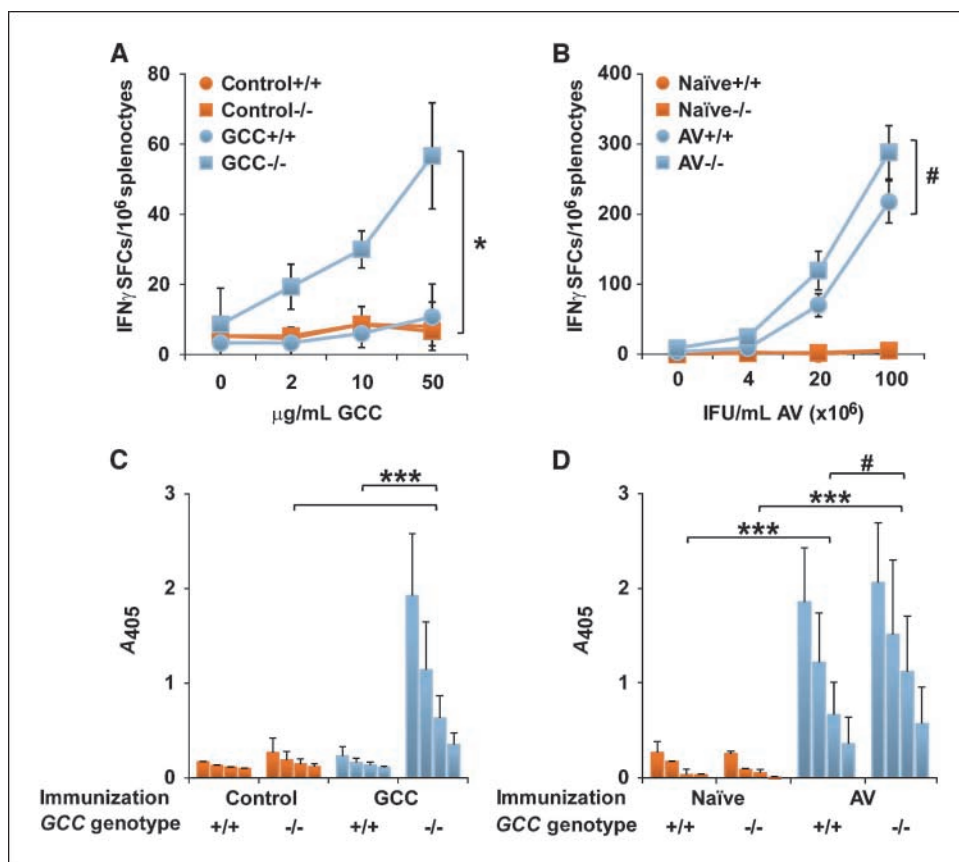 A
Control+/+
Control-/-
GCC+/+
GCC-/-
IFNγ SFCs/10⁶ splenoctyes
80
60
40
20
0
*
0 2 10 50
μg/mL GCC
B
Naïve+/+
Naïve-/-
AV+/+
AV-/-
IFNγ SFCs/10⁶ splenoctyes
400
300
200
100
0
#
0 4 20 100
IFU/mL AV (x10⁶)
C
***
A405
3
2
1
0
Immunization Control GCC
GCC genotype +/+ -/- +/+ -/-
D
#
***
***
A405
3
2
1
0
Immunization Naïve AV
GCC genotype +/+ -/- +/+ -/-